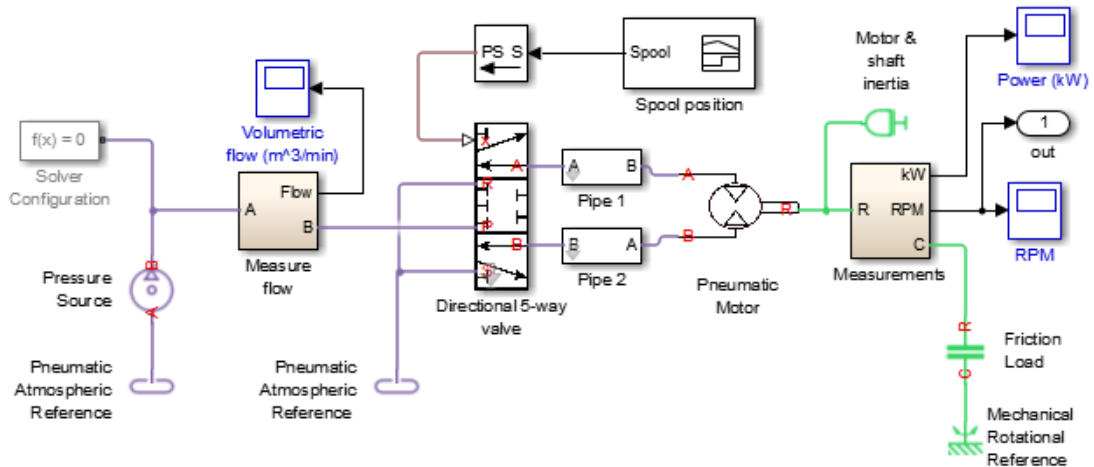 Spool
Spool position
PS S
Motor &
shaft
inertia
Power (kW)
Volumetric
flow (m^3/min)
f(x) = 0
Solver
Configuration
Flow
A
B
Measure
flow
X
A
R
P
B
S
Directional 5-way
valve
A
B
Pipe 1
B
A
Pipe 2
A
B
R
Pneumatic
Motor
kW
R
RPM
C
Measurements
1
out
RPM
B
Pressure
Source
A
Pneumatic
Atmospheric
Reference
Pneumatic
Atmospheric
Reference
R
Friction
Load
C
Mechanical
Rotational
Reference